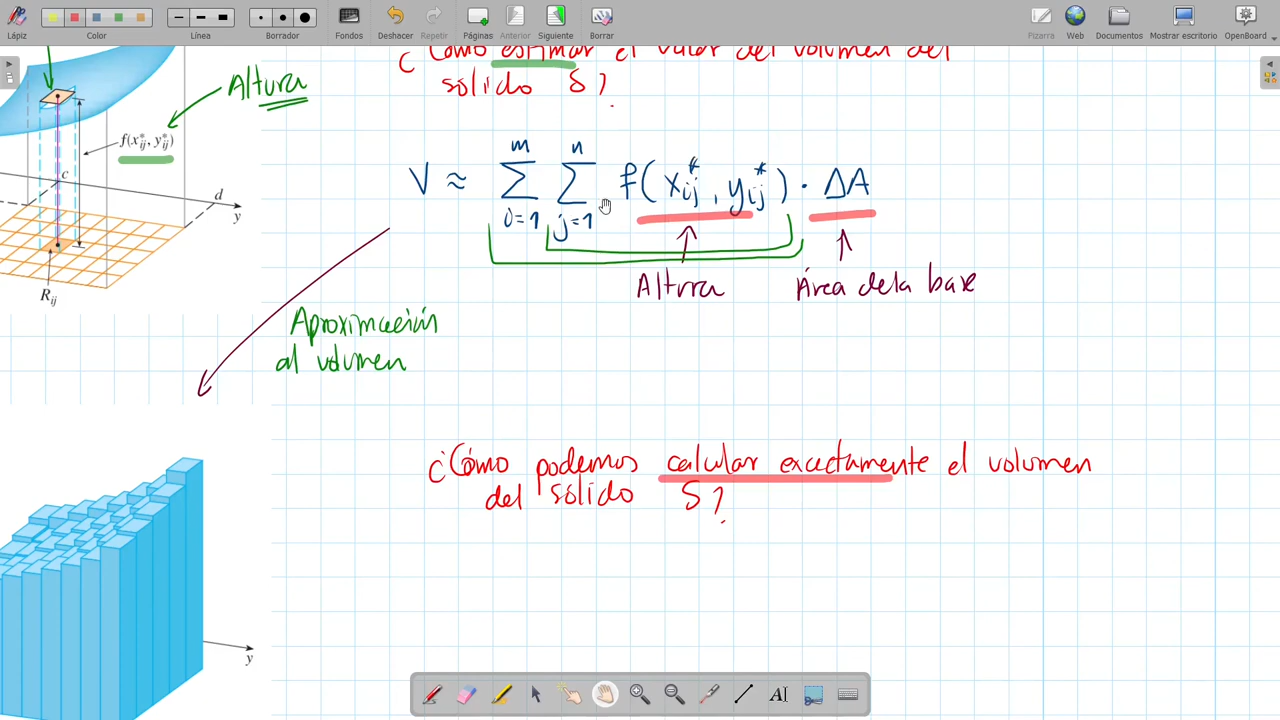 Lápiz
Color
Línea
Borrador
Fondos
Deshacer
Repetir
Páginas
Anterior
Siguiente
Borrar
Pizarra
Web
Documentos
Mostrar escritorio
OpenBoard
¿Cómo estimar el valor del volumen del
sólido S?
Altura
f(x*ij, y*ij)
c
d
y
Rij
V ≈ Σ(i=1, m) Σ(j=1, n) f(x*ij, y*ij) · ΔA
Altura
Área de la base
Aproximación
al volumen
¿Cómo podemos calcular exactamente el volumen
del sólido S?
y
AI